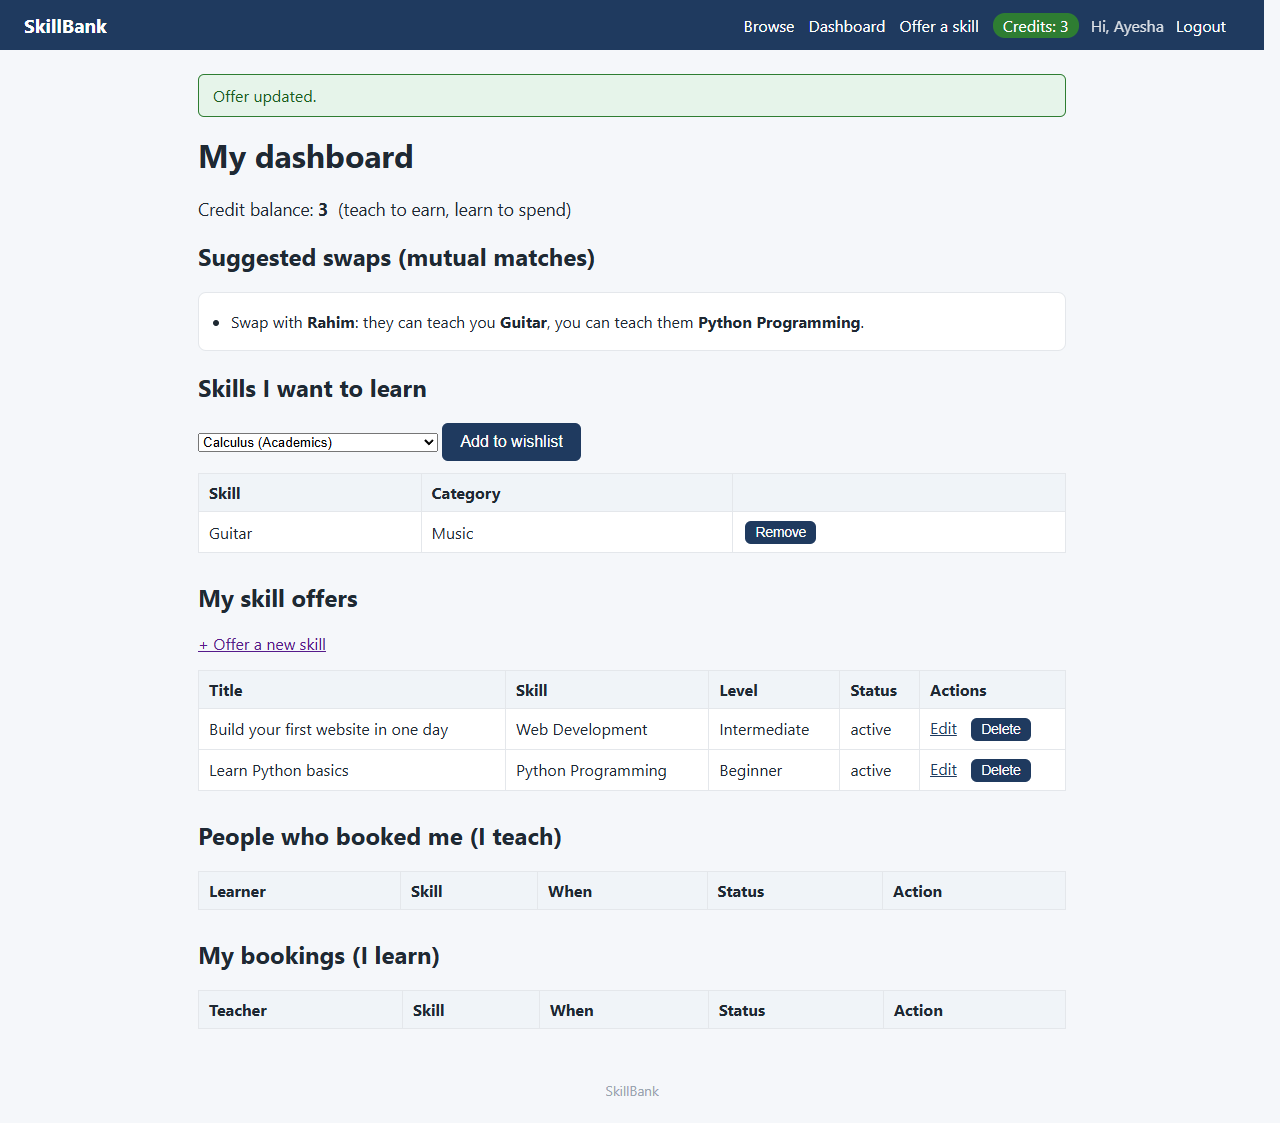 SkillBank Browse Dashboard Offer a skill Credits: 3 Hi, Ayesha Logout
Offer updated.
My dashboard
Credit balance: 3 (teach to earn, learn to spend)
Suggested swaps (mutual matches)
• Swap with Rahim: they can teach you Guitar, you can teach them Python Programming.
Skills I want to learn
Calculus (Academics) Add to wishlist
Skill Category
Guitar Music Remove
My skill offers
+ Offer a new skill
Title Skill Level Status Actions
Build your first website in one day Web Development Intermediate active Edit Delete
Learn Python basics Python Programming Beginner active Edit Delete
People who booked me (I teach)
Learner Skill When Status Action
My bookings (I learn)
Teacher Skill When Status Action
SkillBank